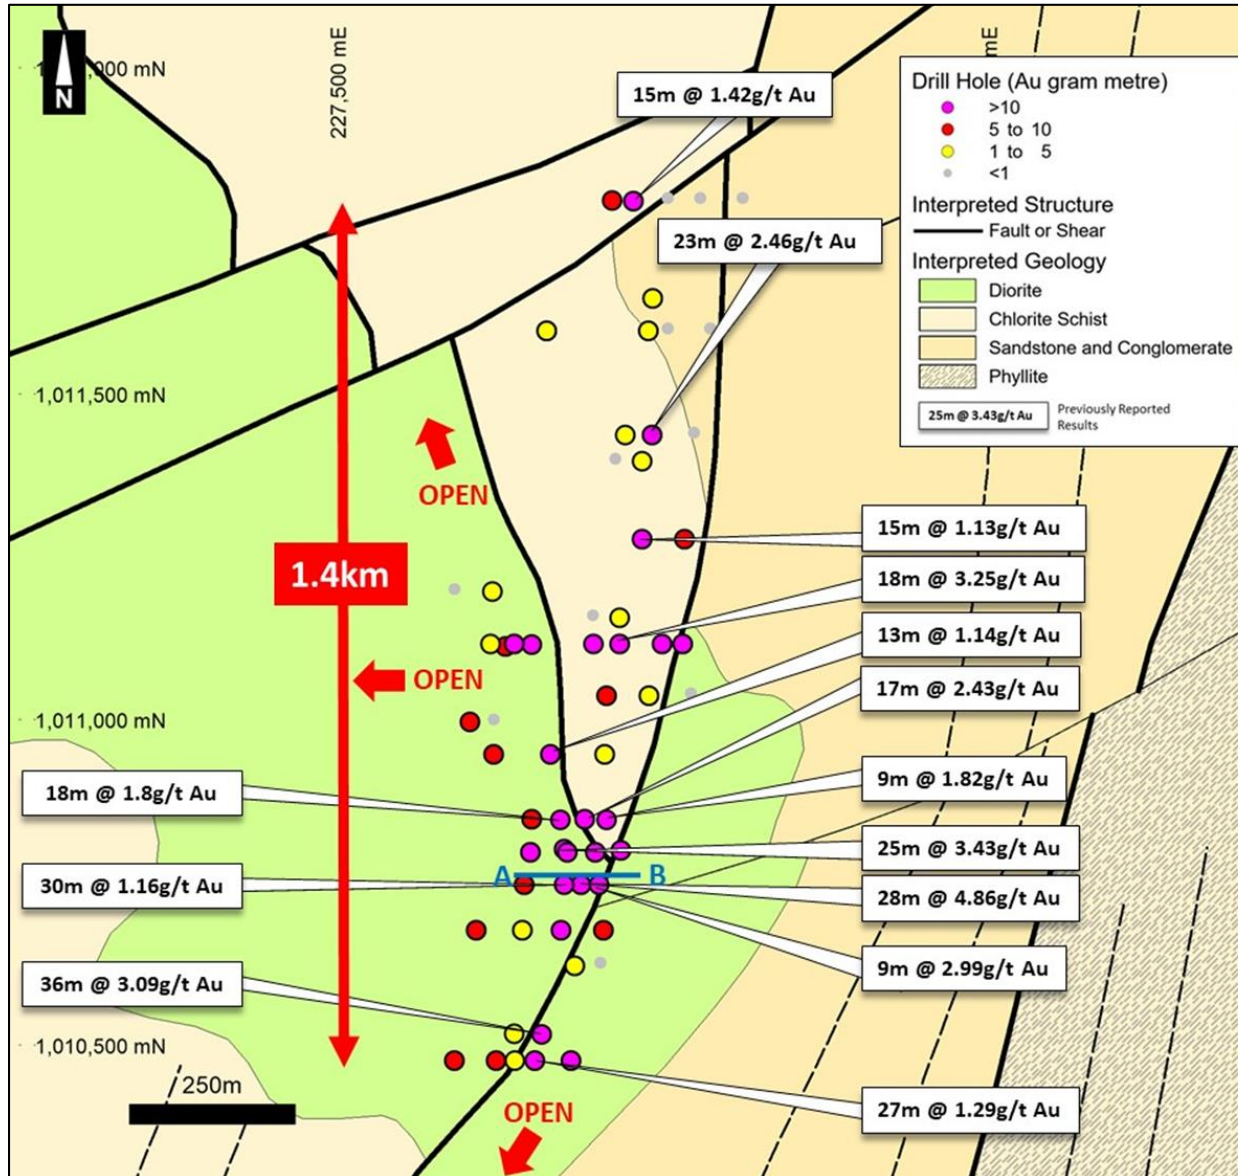 N
,000 mN
227,500 mE
mE
15m @ 1.42g/t Au
23m @ 2.46g/t Au
Drill Hole (Au gram metre)
>10
5 to 10
1 to 5
<1
Interpreted Structure
Fault or Shear
Interpreted Geology
Diorite
Chlorite Schist
Sandstone and Conglomerate
Phyllite
25m @ 3.43g/t Au
Previously Reported
Results
1,011,500 mN
OPEN
1.4km
15m @ 1.13g/t Au
18m @ 3.25g/t Au
13m @ 1.14g/t Au
OPEN
17m @ 2.43g/t Au
1,011,000 mN
18m @ 1.8g/t Au
9m @ 1.82g/t Au
25m @ 3.43g/t Au
A
B
30m @ 1.16g/t Au
28m @ 4.86g/t Au
9m @ 2.99g/t Au
36m @ 3.09g/t Au
1,010,500 mN
250m
OPEN
27m @ 1.29g/t Au